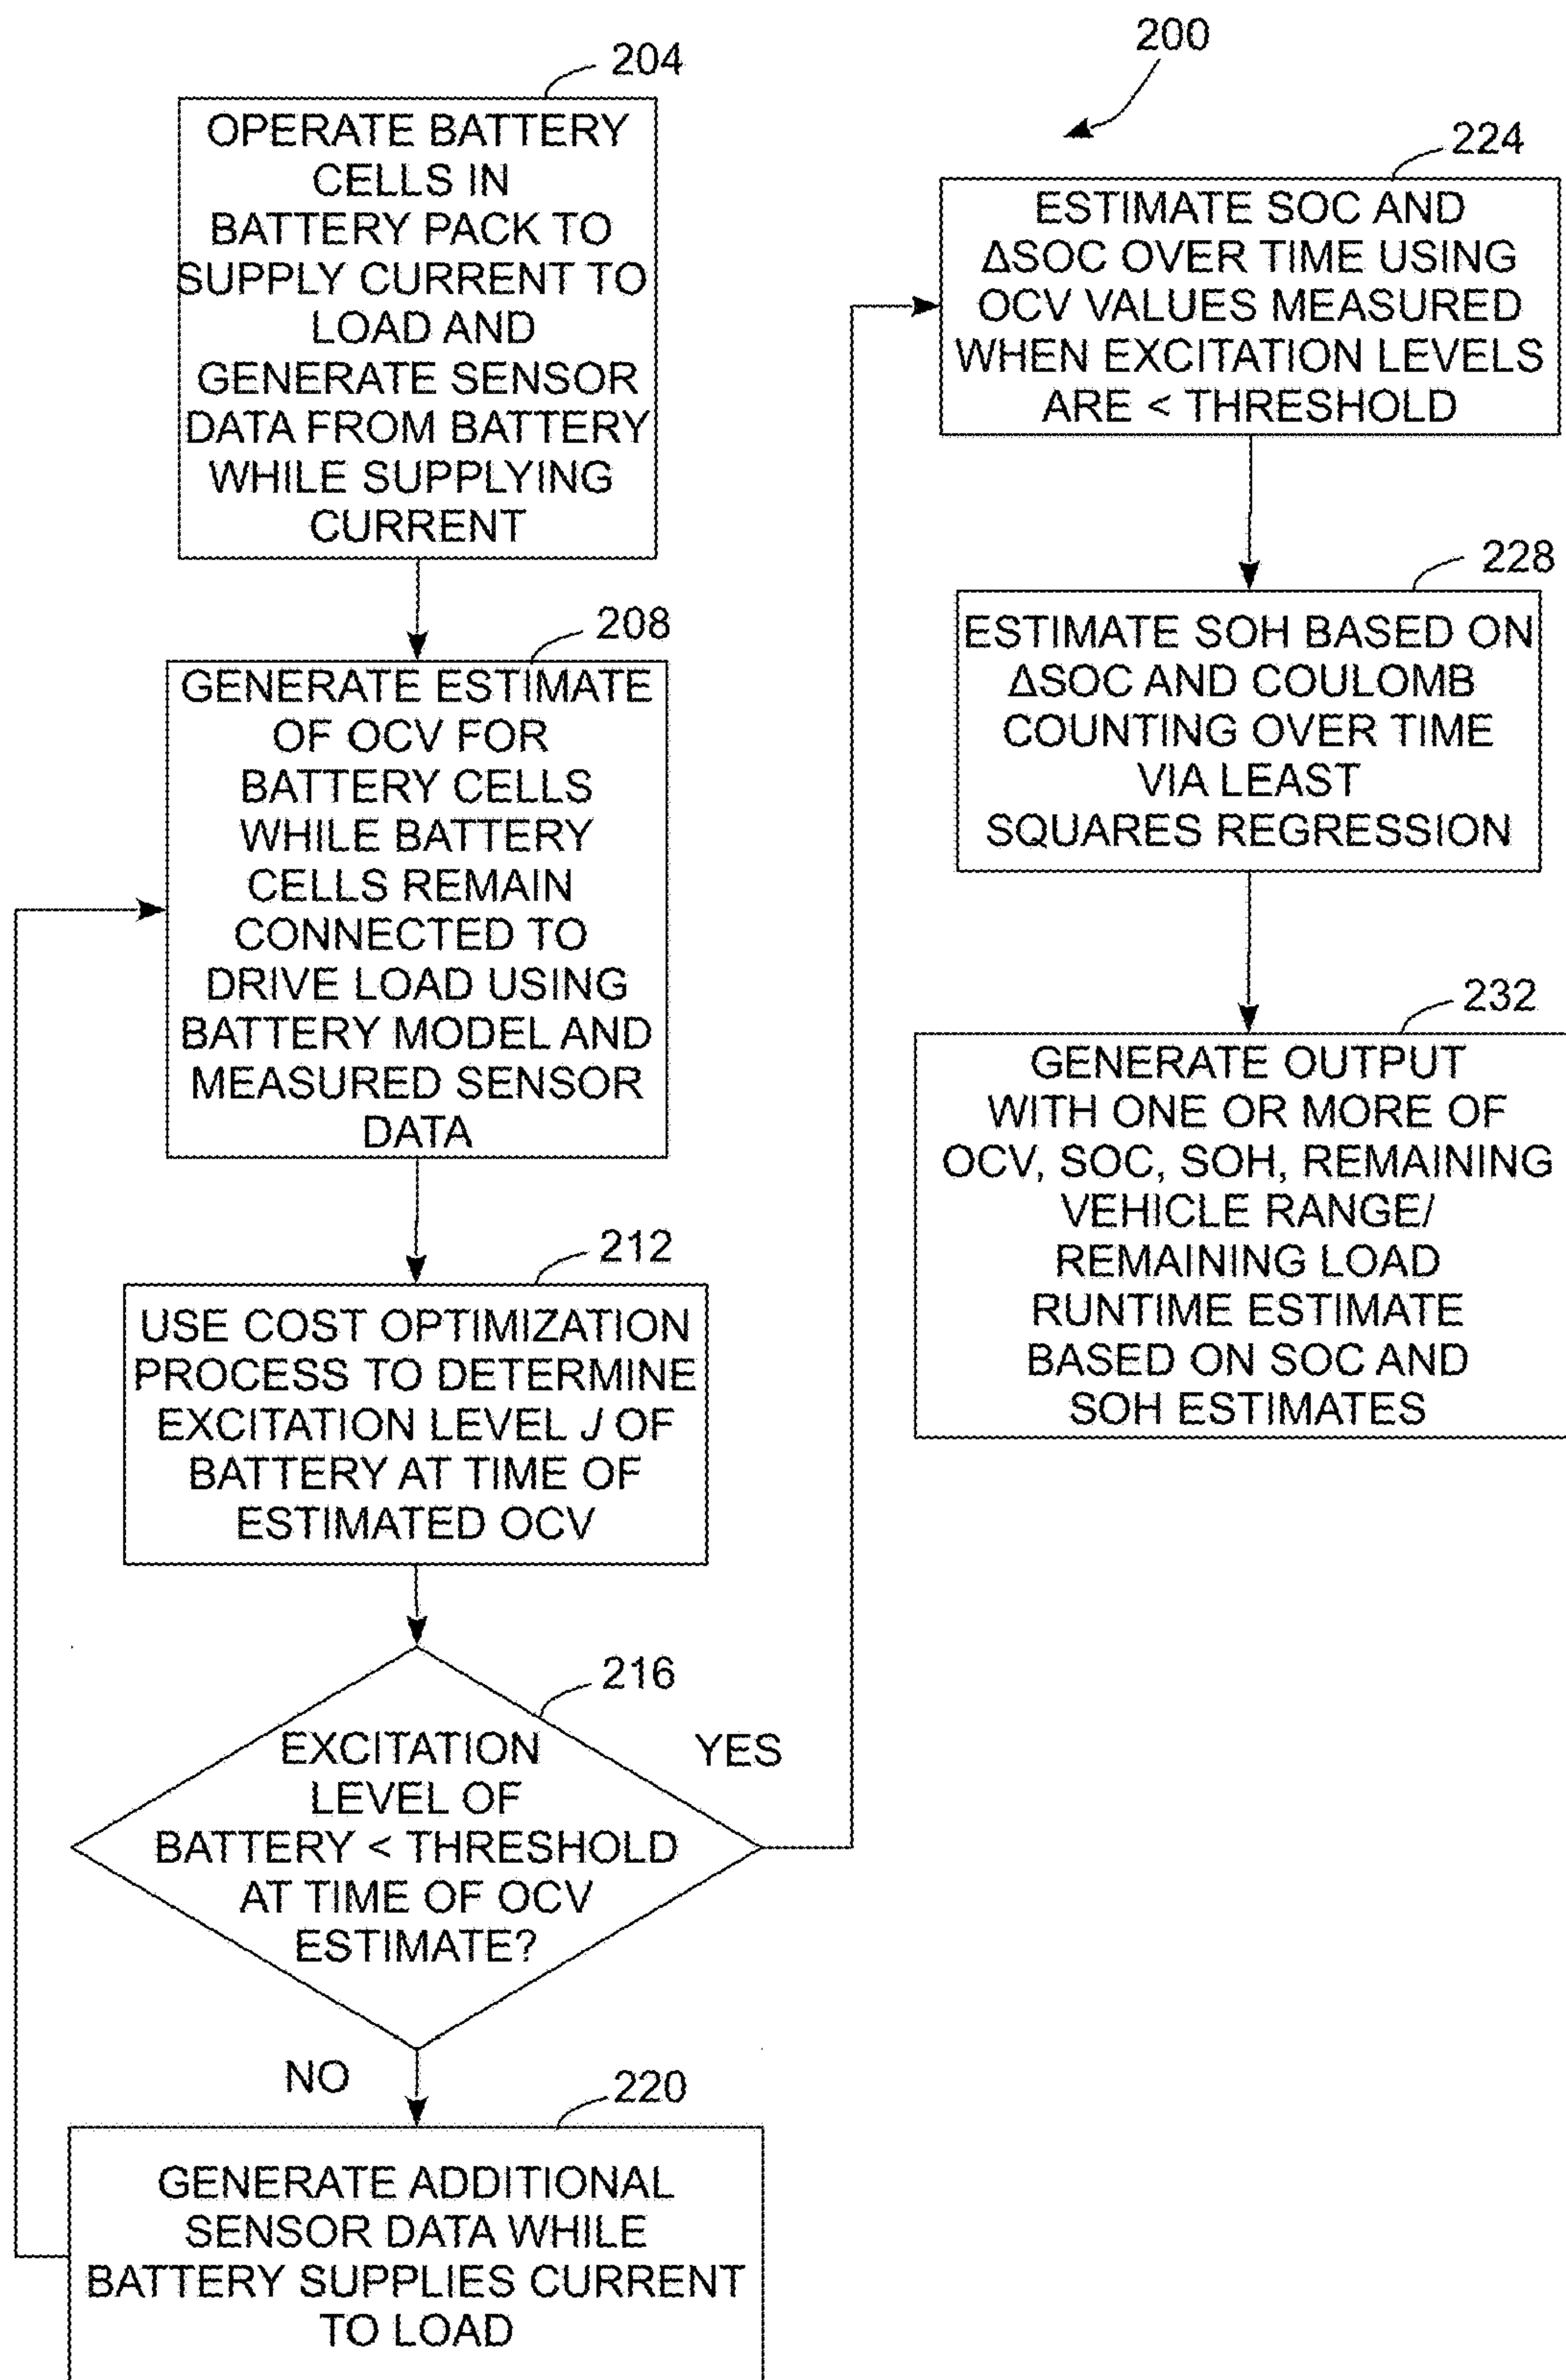 200
204
OPERATE BATTERY
CELLS IN
BATTERY PACK TO
SUPPLY CURRENT TO
LOAD AND
GENERATE SENSOR
DATA FROM BATTERY
WHILE SUPPLYING
CURRENT
208
GENERATE ESTIMATE
OF OCV FOR
BATTERY CELLS
WHILE BATTERY
CELLS REMAIN
CONNECTED TO
DRIVE LOAD USING
BATTERY MODEL AND
MEASURED SENSOR
DATA
212
USE COST OPTIMIZATION
PROCESS TO DETERMINE
EXCITATION LEVEL J OF
BATTERY AT TIME OF
ESTIMATED OCV
216
EXCITATION
LEVEL OF
BATTERY < THRESHOLD
AT TIME OF OCV
ESTIMATE?
YES
NO
220
GENERATE ADDITIONAL
SENSOR DATA WHILE
BATTERY SUPPLIES CURRENT
TO LOAD
224
ESTIMATE SOC AND
ΔSOC OVER TIME USING
OCV VALUES MEASURED
WHEN EXCITATION LEVELS
ARE < THRESHOLD
228
ESTIMATE SOH BASED ON
ΔSOC AND COULOMB
COUNTING OVER TIME
VIA LEAST
SQUARES REGRESSION
232
GENERATE OUTPUT
WITH ONE OR MORE OF
OCV, SOC, SOH, REMAINING
VEHICLE RANGE/
REMAINING LOAD
RUNTIME ESTIMATE
BASED ON SOC AND
SOH ESTIMATES